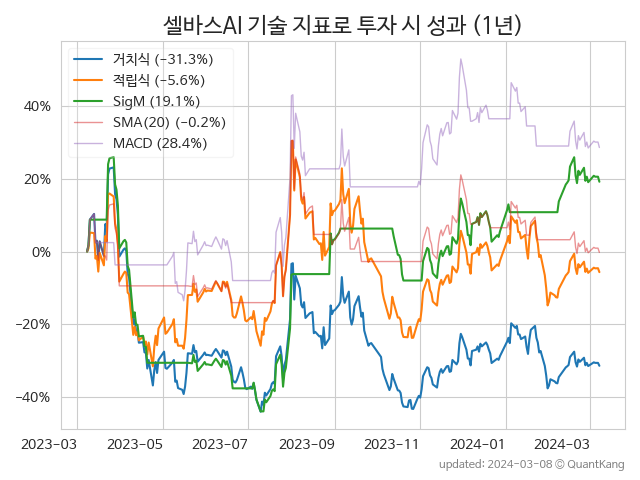 셀바스AI 기술 지표로 투자 시 성과 (1년)
거치식 (−31.3%)
적립식 (−5.6%)
SigM (19.1%)
SMA(20) (−0.2%)
MACD (28.4%)
40%
20%
0%
−20%
−40%
2023−03 2023−05 2023−07 2023−09 2023−11 2024−01 2024−03
updated: 2024−03−08 ⓒ QuantKang